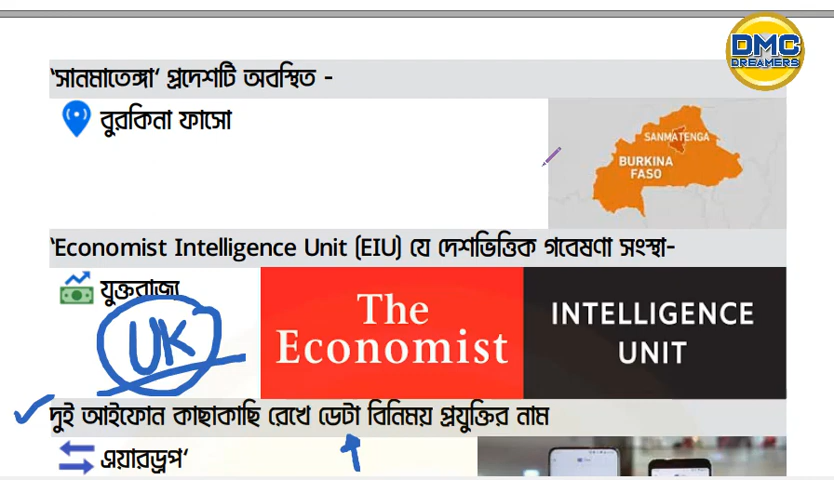 DMC
DREAMERS
'সানমাতেঙ্গা' প্রদেশটি অবস্থিত -
বুরকিনা ফাসো
SANMATENGA
BURKINA
FASO
'Economist Intelligence Unit (EIU) যে দেশভিত্তিক গবেষণা সংস্থা-
যুক্তরাজ্য
UK
The
Economist
INTELLIGENCE
UNIT
দুই আইফোন কাছাকাছি রেখে ডেটা বিনিময় প্রযুক্তির নাম
এয়ারড্রপ'